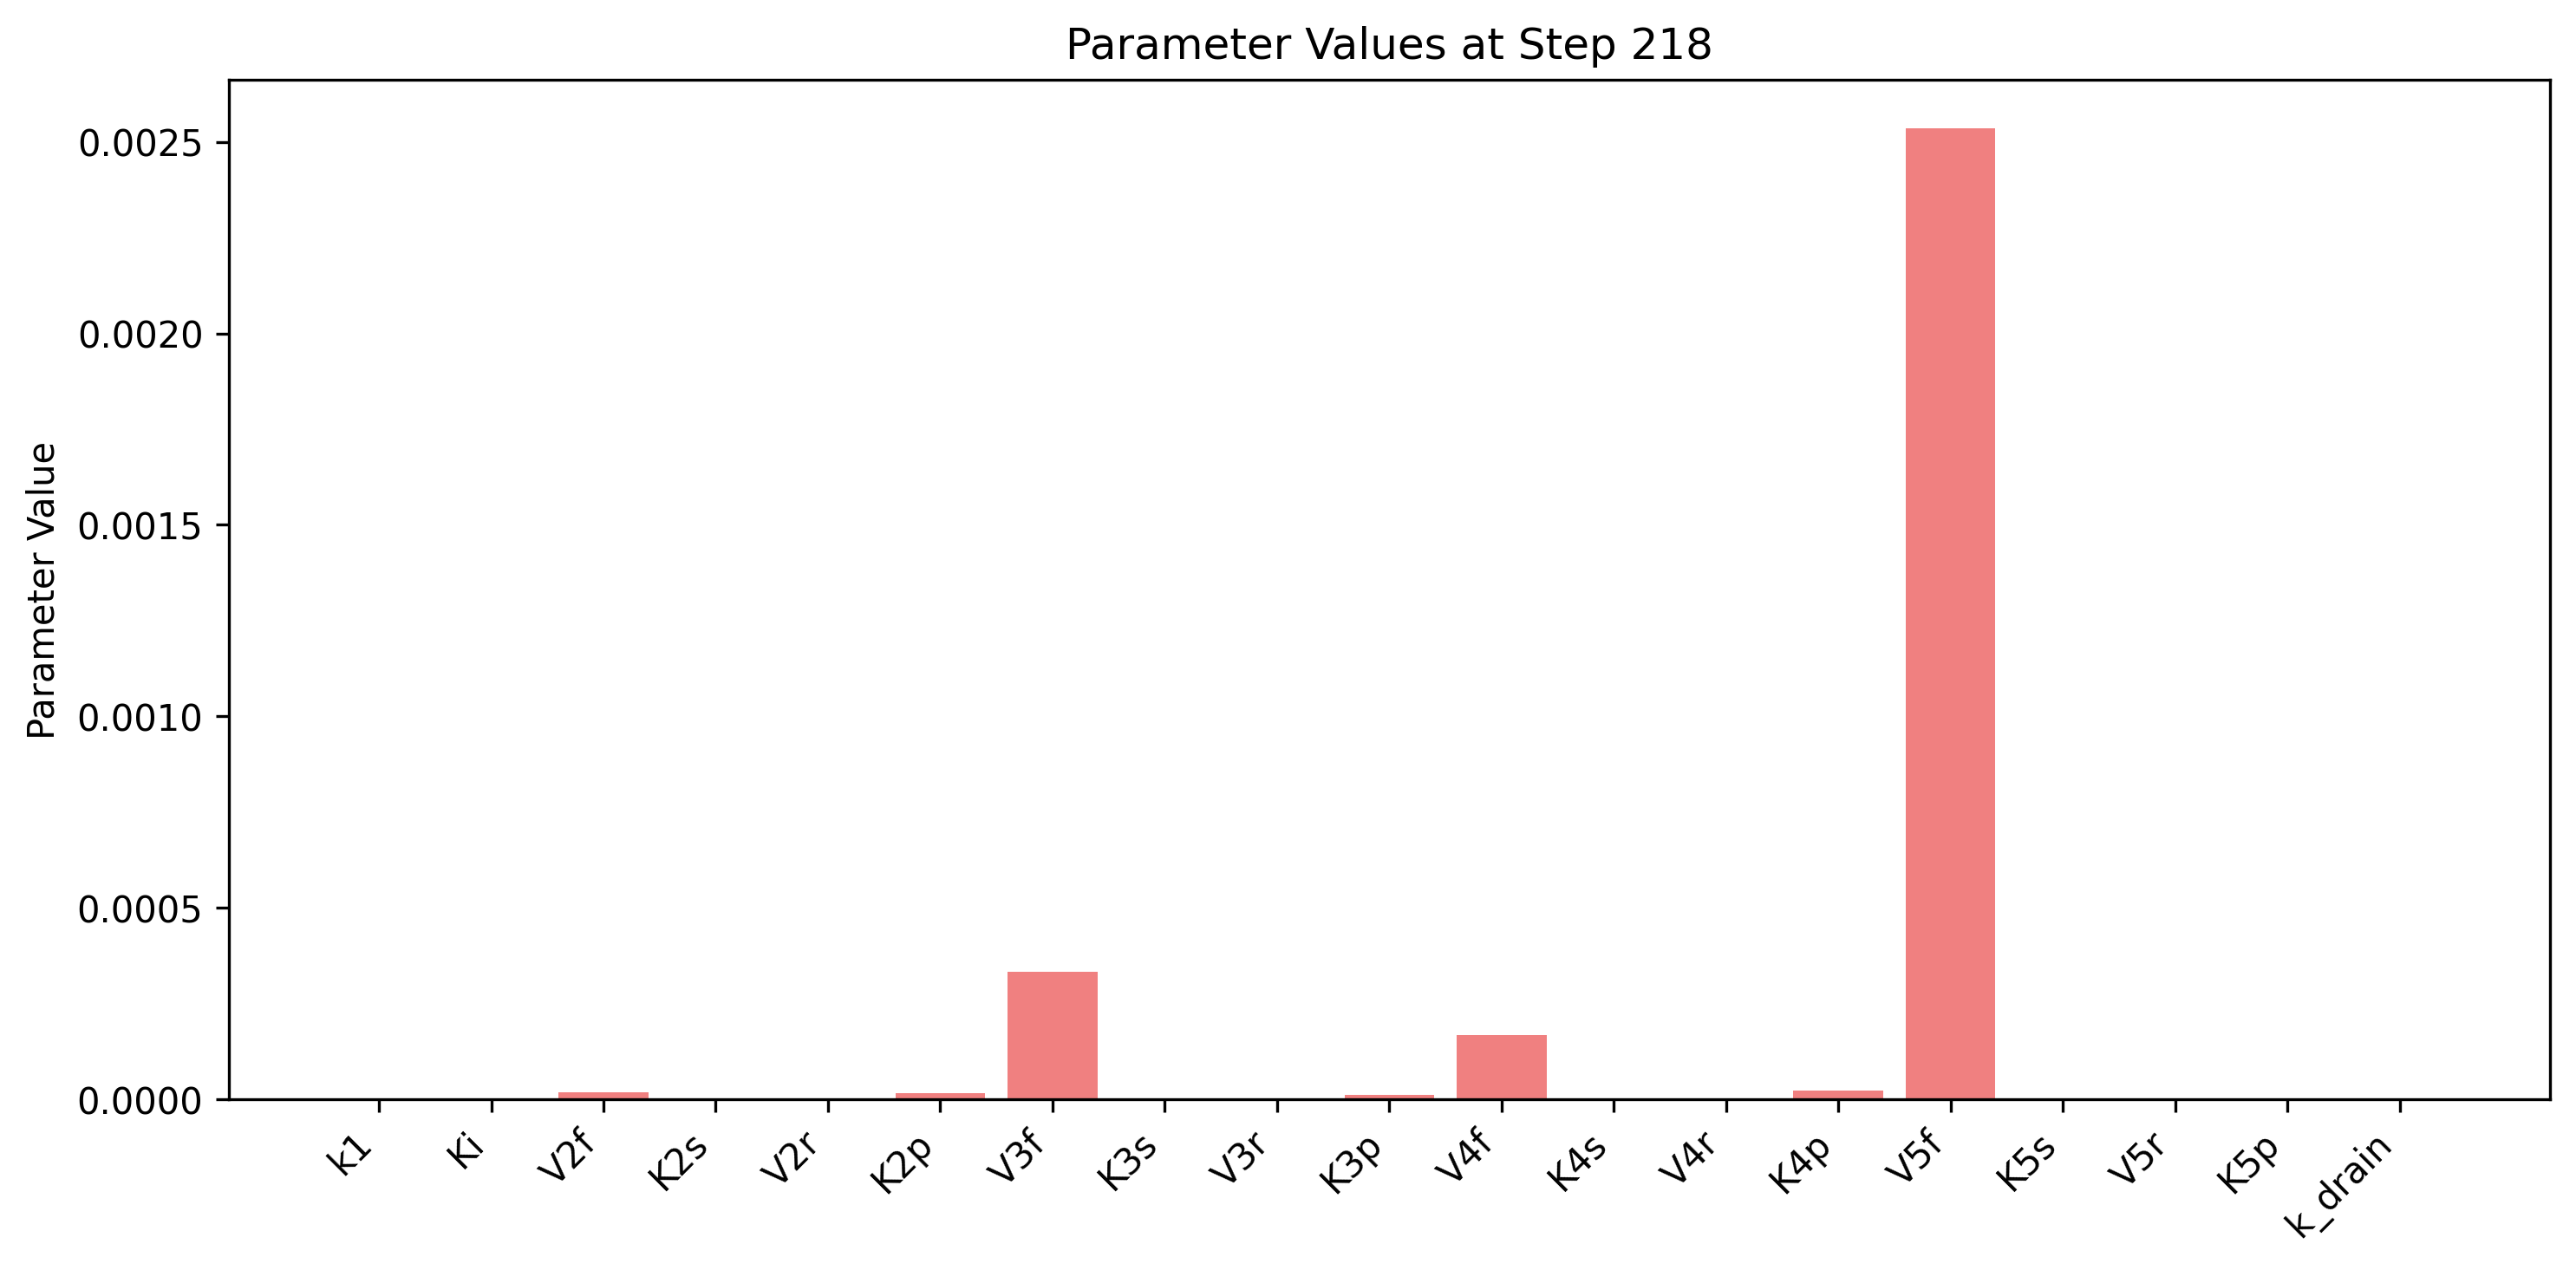 Parameter Values at Step 218
Parameter Value
0.0025
0.0020
0.0015
0.0010
0.0005
0.0000
k1
Ki
V2f
K2s
V2r
K2p
V3f
K3s
V3r
K3p
V4f
K4s
V4r
K4p
V5f
K5s
V5r
K5p
k_drain